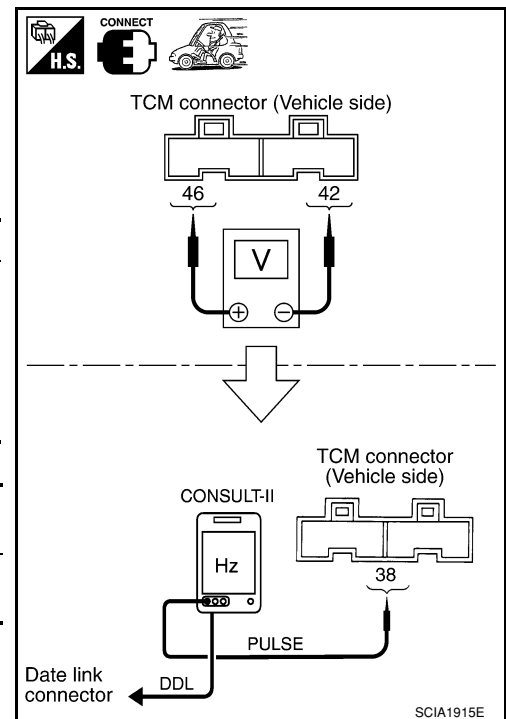 H.S.
CONNECT
TCM connector (Vehicle side)
46
42
V
+ −
TCM connector
(Vehicle side)
CONSULT-II
Hz
38
PULSE
Date link
connector
DDL
SCIA1915E